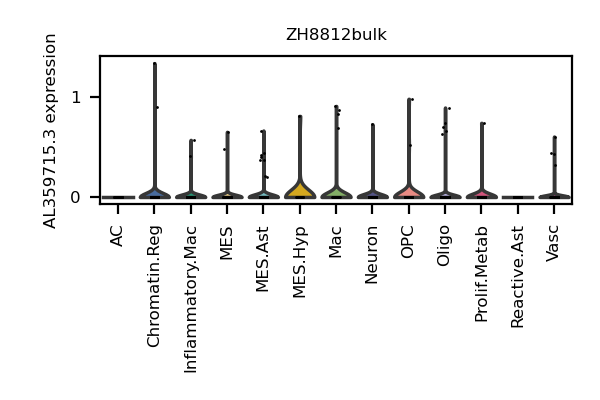 ZH8812bulk
AL359715.3 expression
1
0
AC
Chromatin.Reg
Inflammatory.Mac
MES
MES.Ast
MES.Hyp
Mac
Neuron
OPC
Oligo
Prolif.Metab
Reactive.Ast
Vasc